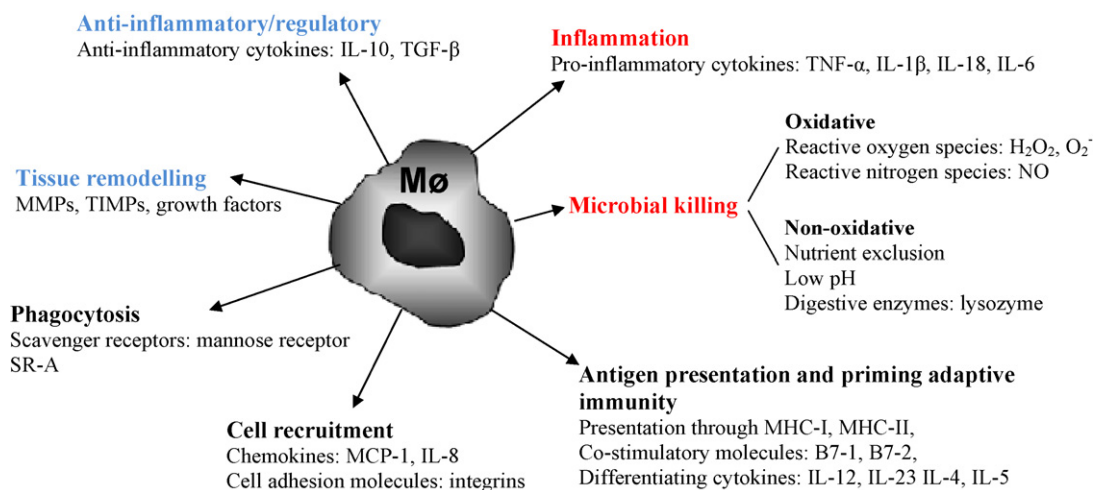 Anti-inflammatory/regulatory
Anti-inflammatory cytokines: IL-10, TGF-β
Inflammation
Pro-inflammatory cytokines: TNF-α, IL-1β, IL-18, IL-6
Oxidative
Reactive oxygen species: H₂O₂, O₂⁻
Reactive nitrogen species: NO
Mø
Tissue remodelling
MMPs, TIMPs, growth factors
Microbial killing
Non-oxidative
Nutrient exclusion
Low pH
Digestive enzymes: lysozyme
Phagocytosis
Scavenger receptors: mannose receptor
SR-A
Antigen presentation and priming adaptive
immunity
Presentation through MHC-I, MHC-II,
Co-stimulatory molecules: B7-1, B7-2,
Differentiating cytokines: IL-12, IL-23 IL-4, IL-5
Cell recruitment
Chemokines: MCP-1, IL-8
Cell adhesion molecules: integrins